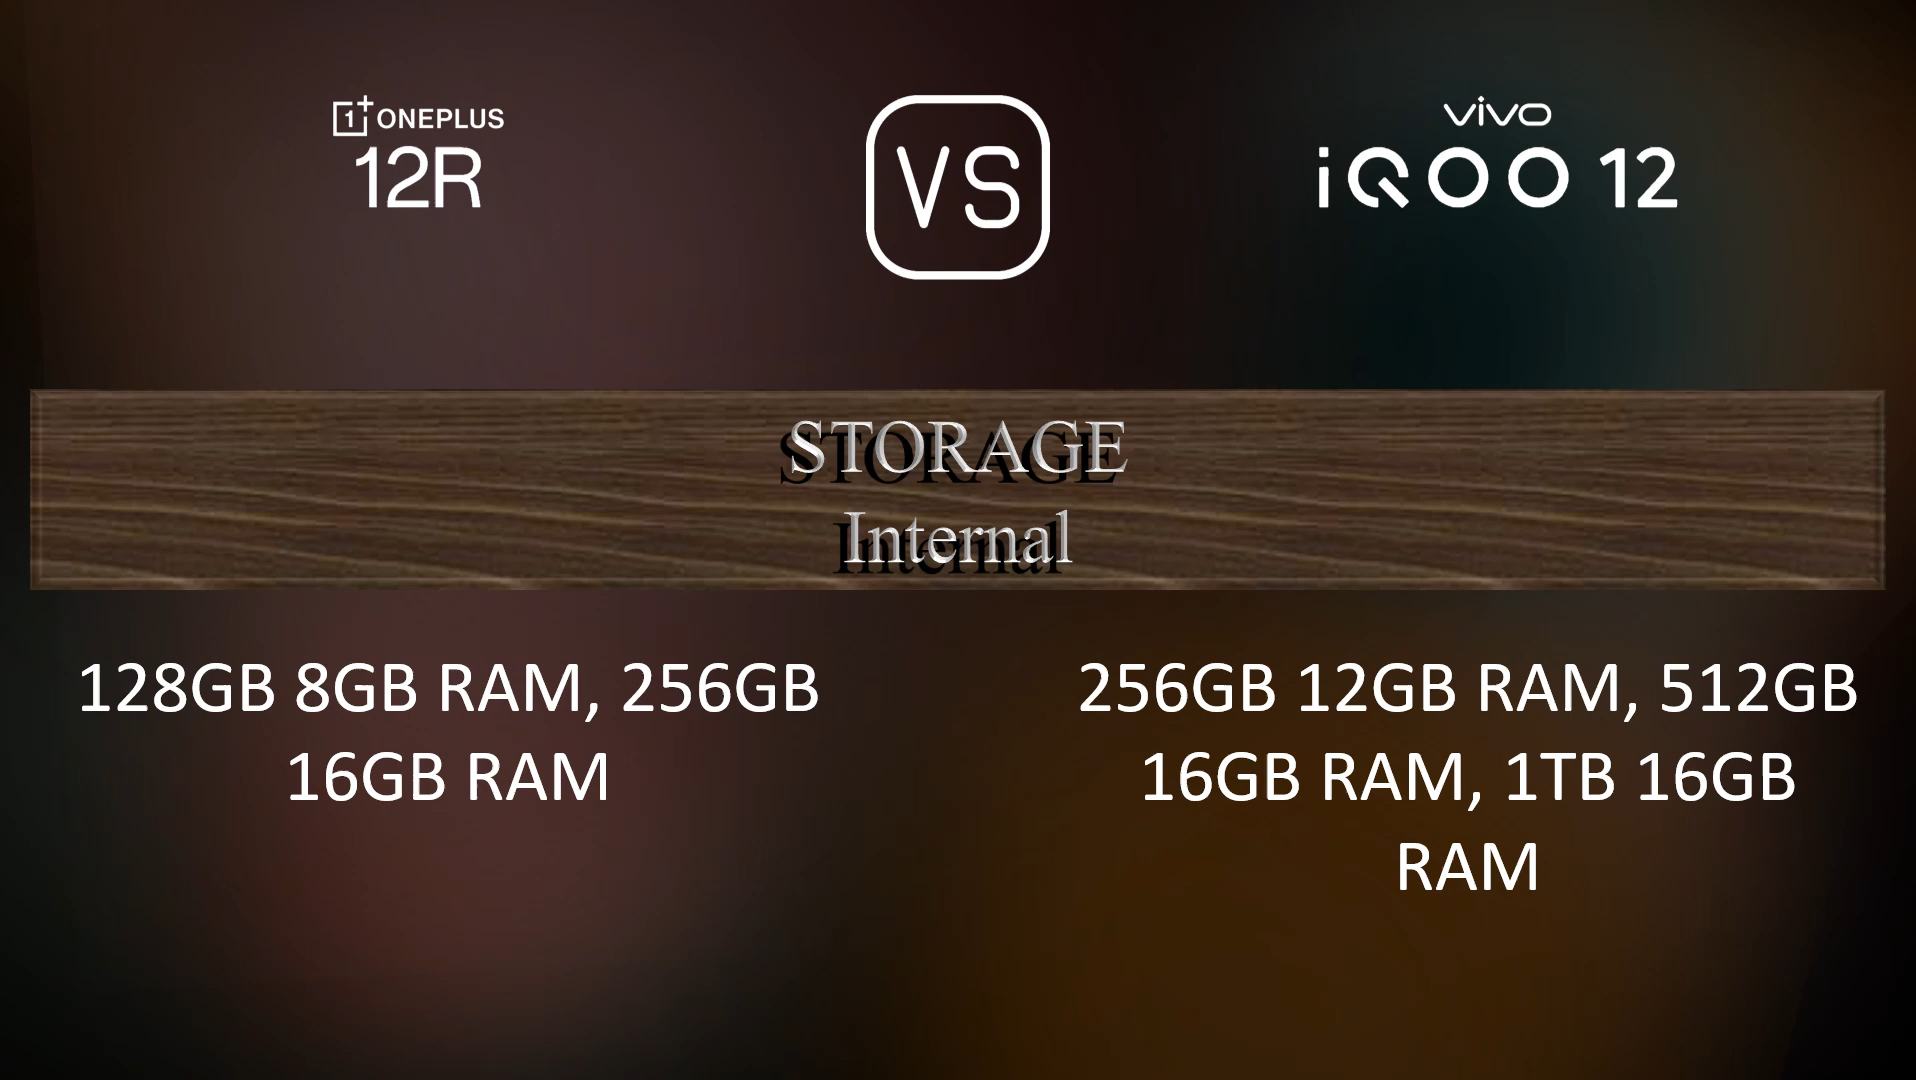 1+ ONEPLUS
12R
VS
vivo
iQOO 12
STORAGE
Internal
128GB 8GB RAM, 256GB
16GB RAM
256GB 12GB RAM, 512GB
16GB RAM, 1TB 16GB
RAM